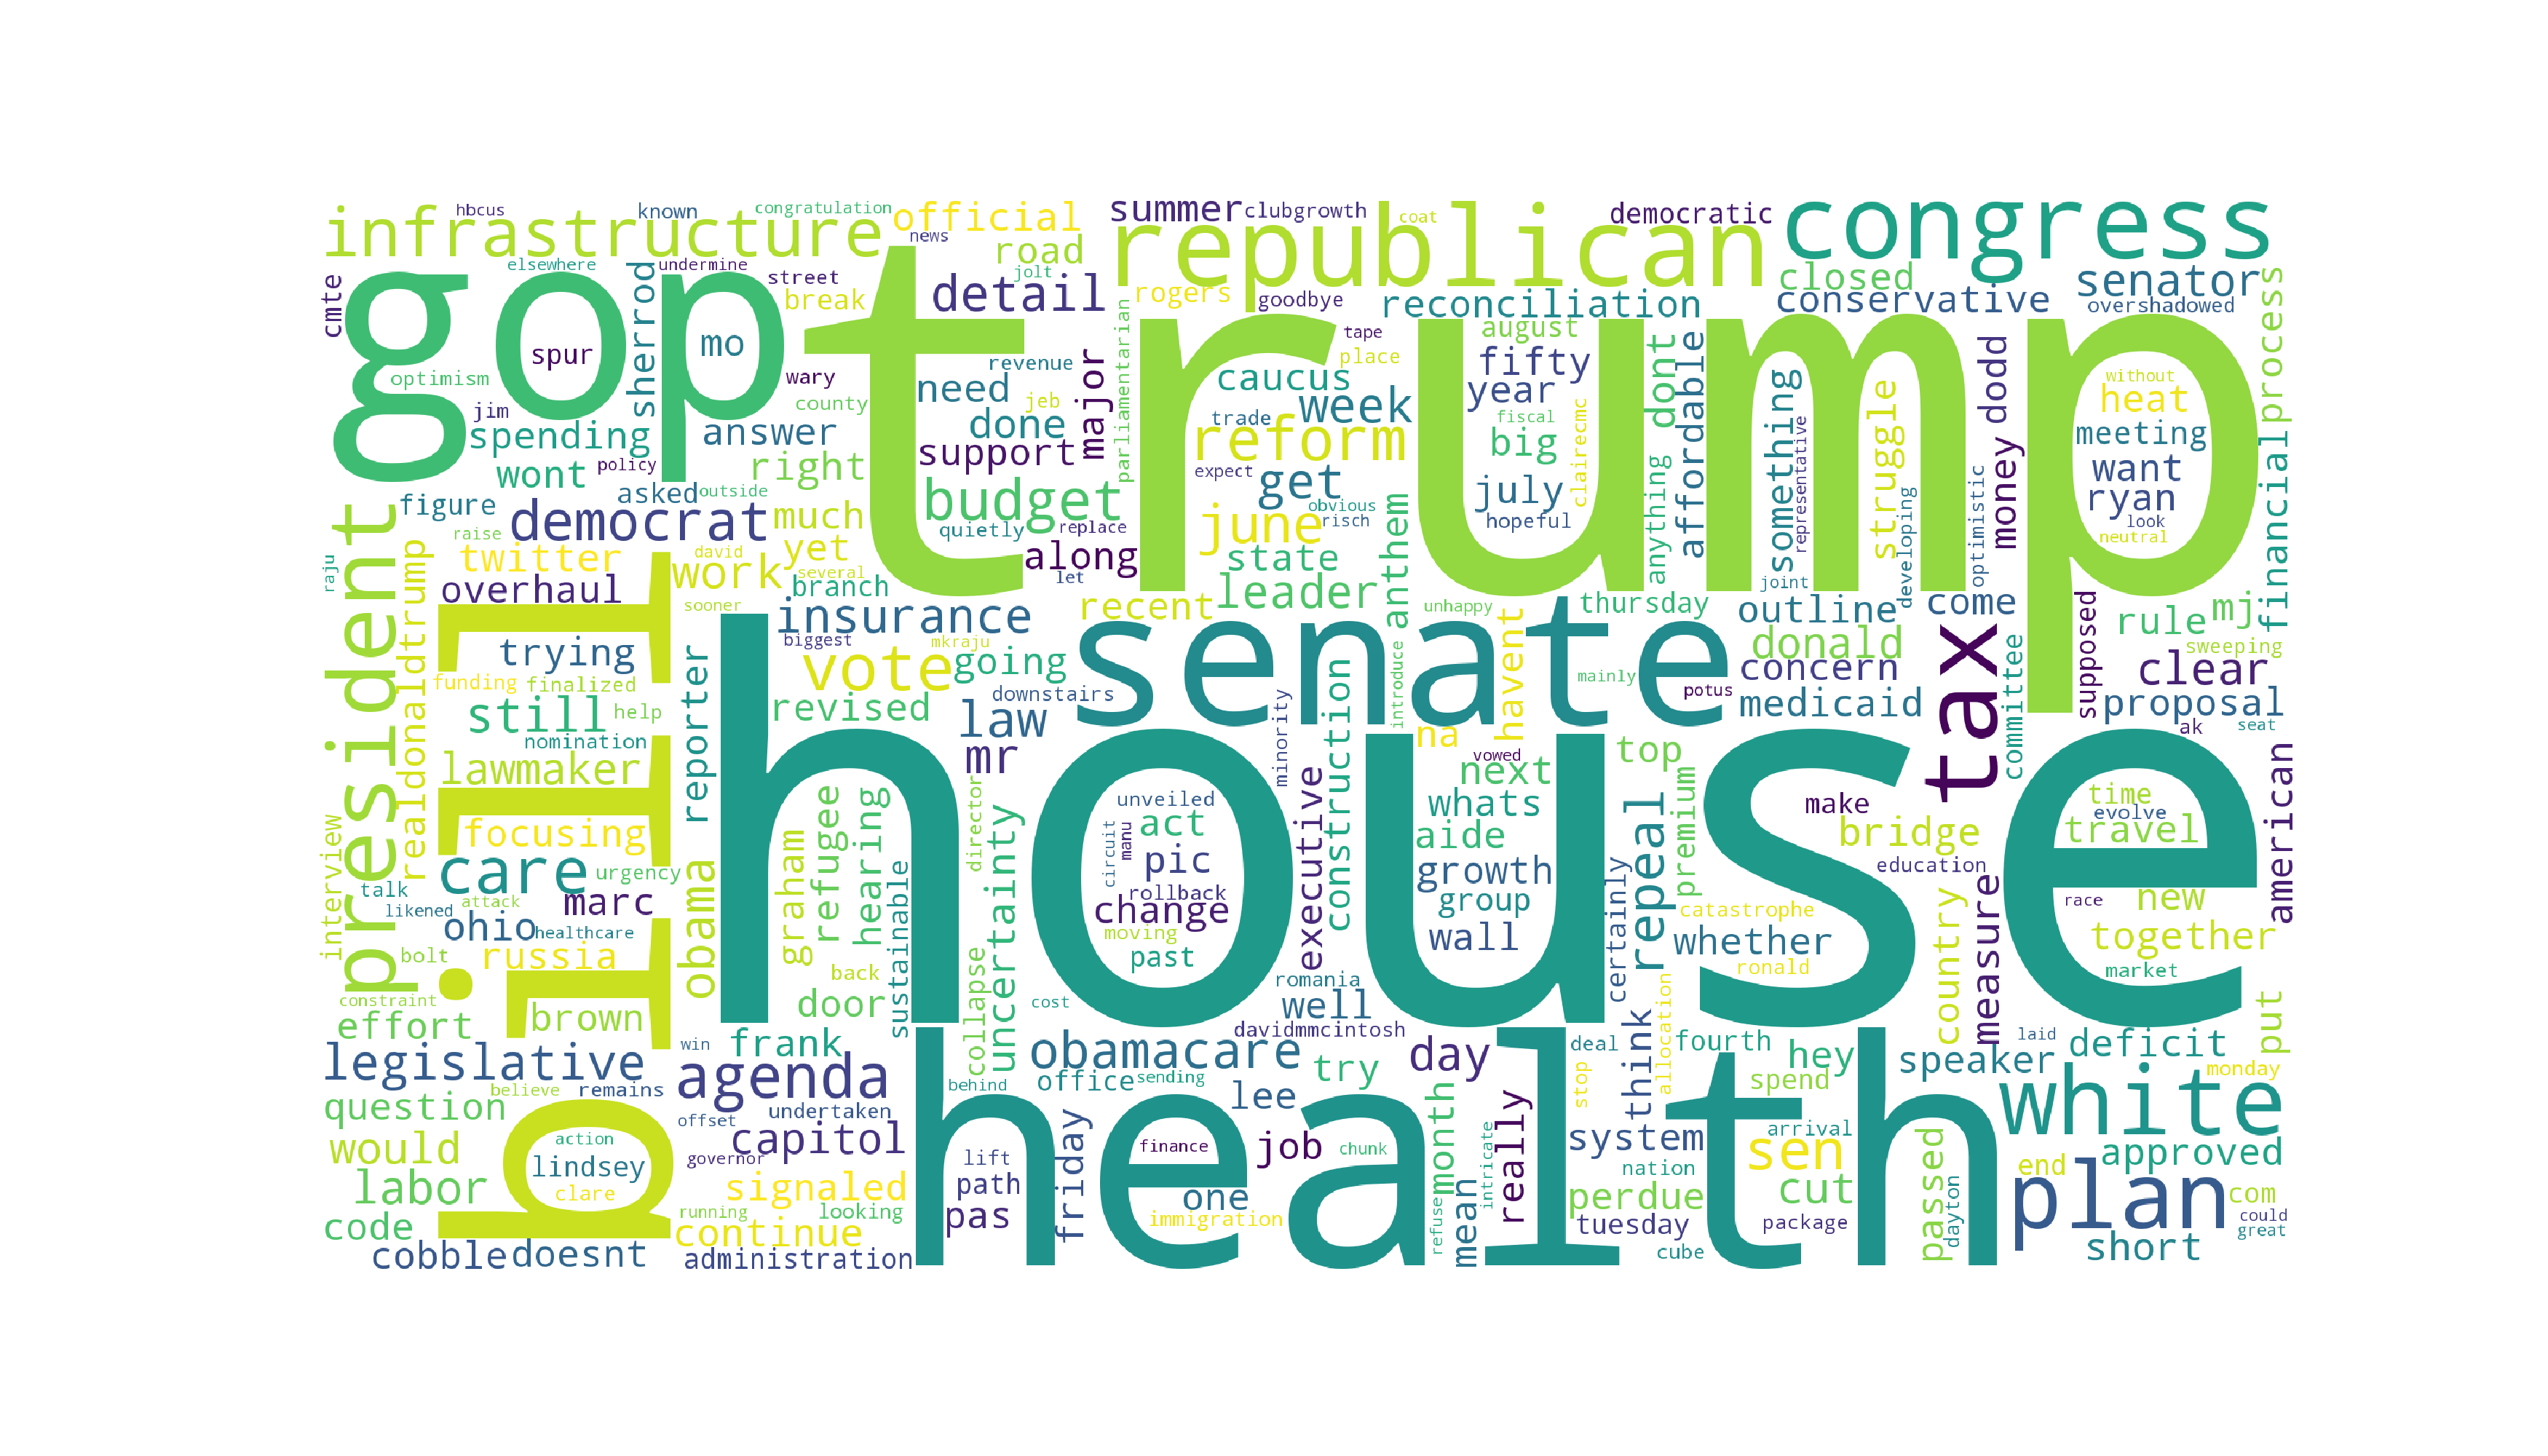 infrastructure
hbcus
known
congratulation
official
news
road
jolt
summer
clubgrowth
republican
coat
democratic
congress
closed
senator
conservative
overshadowed
process
cmte
gop
elsewhere
undermine
street
break
sherrod
detail
rogers
goodbye
parliamentarian
reconciliation
trump
spur
mo
optimism
jim
wary
county
revenue
need
jeb
done
major
tape
place
caucus
week
trade
reform
august
fifty
year
fiscal
big
clairecmc
dont
affordable
something
representative
struggle
money
dodd
without
heat
meeting
want
ryan
look
neutral
spending
answer
support
wont
policy
right
expect
get
july
hopeful
obvious
risch
anything
developing
optimistic
financial
figure
asked
outside
budget
quietly
replace
june
president
raju
raise
democrat
much
twitter
david
yet
work
several
branch
along
let
state
leader
anthem
joint
realdonaldtrump
overhaul
sooner
insurance
recent
unhappy
thursday
outline
come
supposed
rule
mj
bill
trying
biggest
mkraju
vote
going
senate
havent
introduce
donald
concern
mainly
potus
medicaid
tax
committee
clear
sweeping
proposal
ak
seat
funding
finalized
still
help
reporter
revised
downstairs
law
minority
construction
na
nomination
lawmaker
mr
house
vowed
next
top
american
focusing
refugee
hearing
director
unveiled
act
circuit
manu
pic
rollback
change
moving
past
executive
whats
aide
growth
group
wall
repeal
premium
make
bridge
education
time
evolve
travel
interview
care
urgency
talk
attack
likened
marc
obama
graham
sustainable
uncertainty
certainly
catastrophe
whether
ronald
country
measure
race
new
together
market
ohio
healthcare
russia
bolt
back
door
collapse
cost
romania
well
davidmmcintosh
allocation
constraint
effort
brown
put
legislative
win
frank
believe
remains
agenda
behind
obamacare
office
sending
try
day
deal
fourth
hey
think
spend
speaker
laid
deficit
monday
white
question
offset
undertaken
capitol
lee
friday
health
month
stop
system
arrival
sen
would
action
lindsey
clare
governor
lift
path
finance
job
chunk
intricate
really
nation
passed
end
approved
labor
signaled
one
perdue
cut
plan
com
code
running
looking
continue
pas
immigration
refuse
mean
tuesday
package
dayton
could
great
cobble
doesnt
administration
cube
short